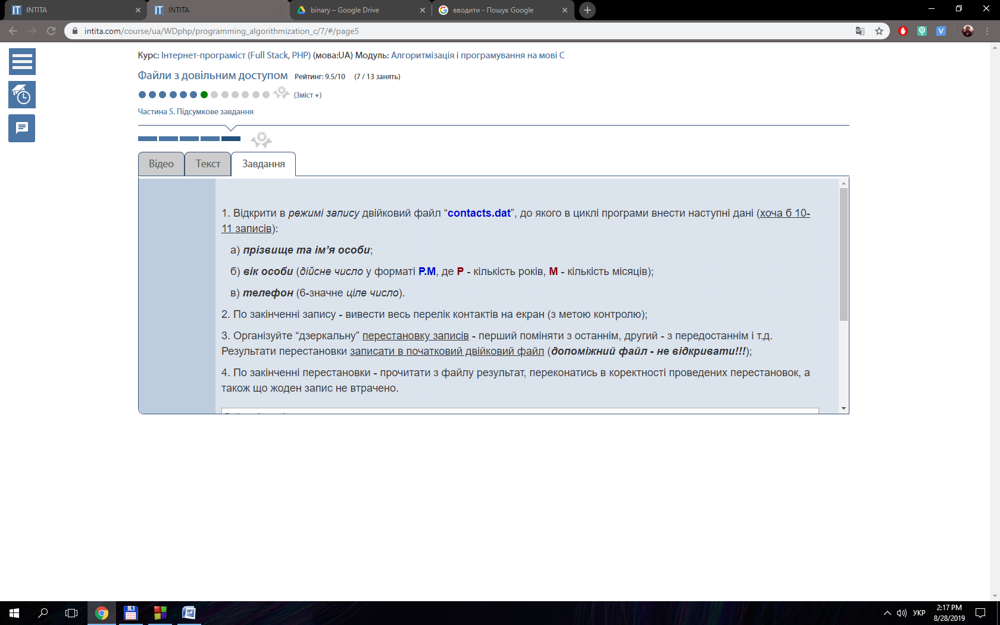 INTITA
INTITA
binary – Google Drive
вводити - Пошук Google
intita.com/course/ua/WDphp/programming_algorithmization_c/7/#/page5
Курс: Інтернет-програміст (Full Stack, PHP) (мова:UA) Модуль: Алгоритмізація і програмування на мові С
Файли з довільним доступом Рейтинг: 9.5/10 (7 / 13 занять)
(Зміст ▾)
Частина 5. Підсумкове завдання
Відео
Текст
Завдання
1. Відкрити в режимі запису двійковий файл “contacts.dat”, до якого в циклі програми внести наступні дані (хоча б 10-
11 записів):
а) прізвище та ім’я особи;
б) вік особи (дійсне число у форматі Р.М, де Р - кількість років, М - кількість місяців);
в) телефон (6-значне ціле число).
2. По закінченні запису - вивести весь перелік контактів на екран (з метою контролю);
3. Організуйте “дзеркальну” перестановку записів - перший поміняти з останнім, другий - з передостаннім і т.д.
Результати перестановки записати в початковий двійковий файл (допоміжний файл - не відкривати!!!);
4. По закінченні перестановки - прочитати з файлу результат, переконатись в коректності проведених перестановок, а
також що жоден запис не втрачено.
УКР
2:17 PM
8/28/2019